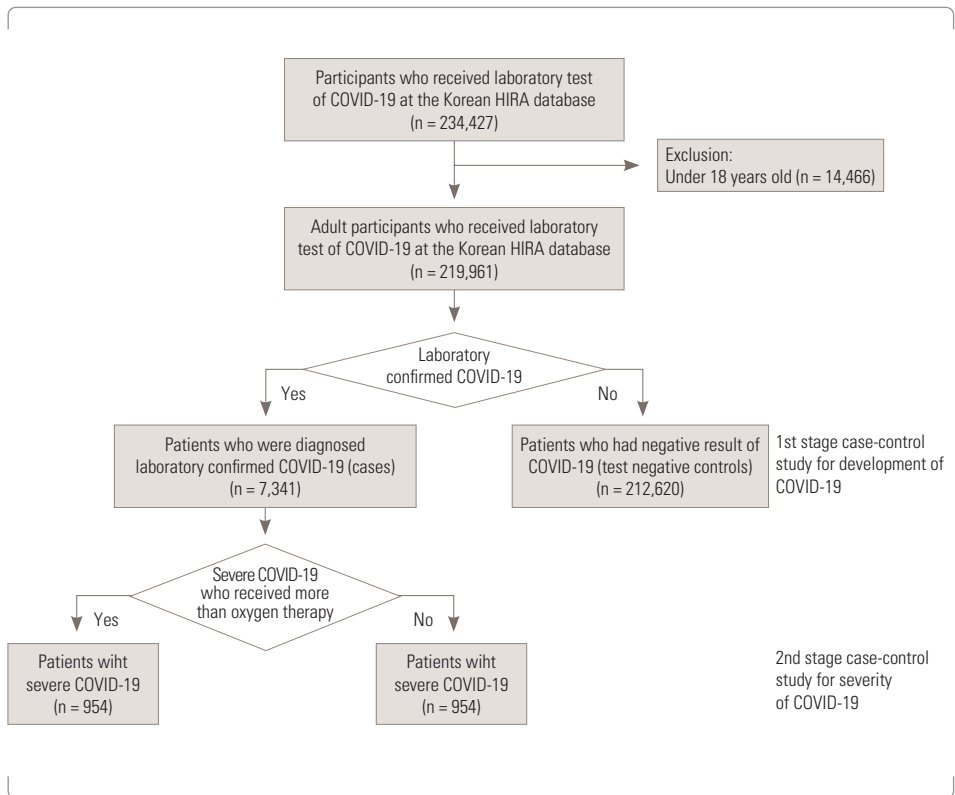 Participants who received laboratory test
of COVID-19 at the Korean HIRA database
(n = 234,427)
Exclusion:
Under 18 years old (n = 14,466)
Adult participants who received laboratory
test of COVID-19 at the Korean HIRA database
(n = 219,961)
Laboratory
confirmed COVID-19
Yes
No
Patients who were diagnosed
laboratory confirmed COVID-19 (cases)
(n = 7,341)
Patients who had negative result of
COVID-19 (test negative controls)
(n = 212,620)
1st stage case-control
study for development of
COVID-19
Severe COVID-19
who received more
than oxygen therapy
Yes
No
Patients wiht
severe COVID-19
(n = 954)
Patients wiht
severe COVID-19
(n = 954)
2nd stage case-control
study for severity
of COVID-19